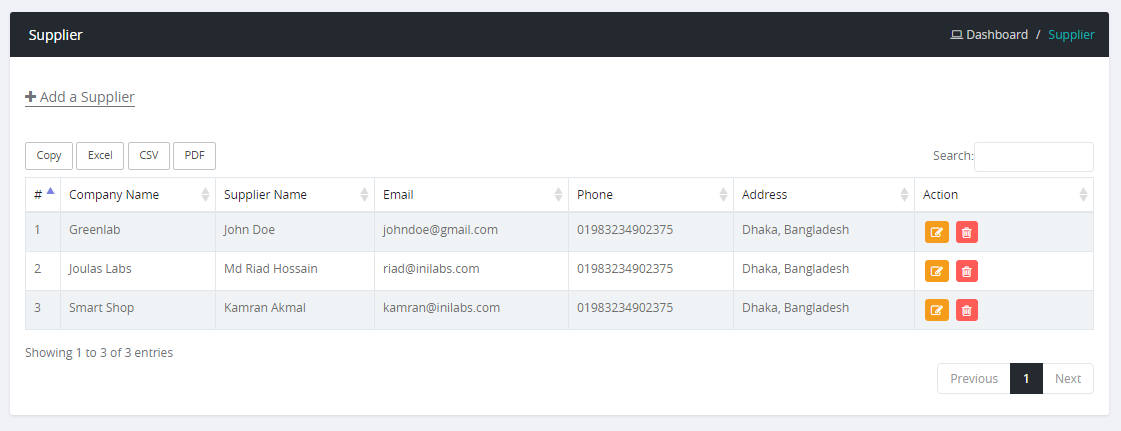 Supplier
Dashboard / Supplier
Add a Supplier
Copy Excel CSV PDF
Search:
# Company Name Supplier Name Email Phone Address Action
1 Greenlab John Doe johndoe@gmail.com 01983234902375 Dhaka, Bangladesh
2 Joulas Labs Md Riad Hossain riad@inilabs.com 01983234902375 Dhaka, Bangladesh
3 Smart Shop Kamran Akmal kamran@inilabs.com 01983234902375 Dhaka, Bangladesh
Showing 1 to 3 of 3 entries
Previous 1 Next